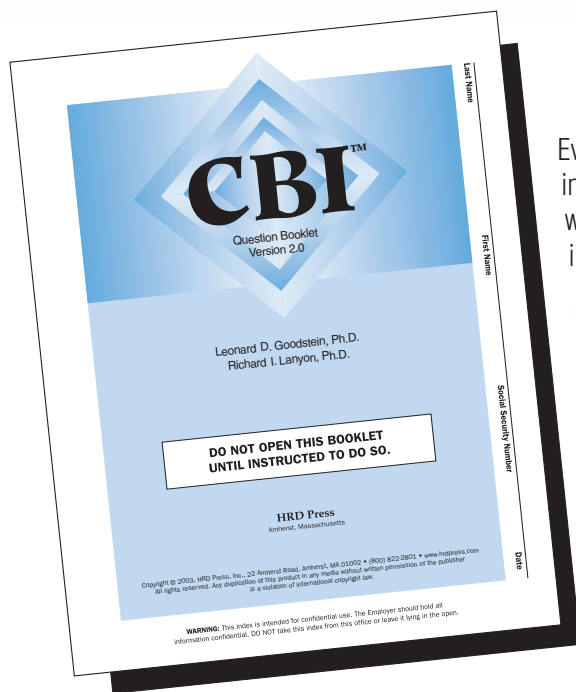 CBI™
Question Booklet
Version 2.0
Leonard D. Goodstein, Ph.D.
Richard I. Lanyon, Ph.D.
DO NOT OPEN THIS BOOKLET
UNTIL INSTRUCTED TO DO SO.
HRD Press
Amherst, Massachusetts
Copyright © 2003, HRD Press, Inc., 22 Amherst Road, Amherst, MA 01002 • (800) 822-2801 • www.hrdpress.com
All rights reserved. Any duplication of this product in any media without written permission of the publisher
is a violation of international copyright law.
WARNING: This index is intended for confidential use. The Employer should hold all
information confidential. DO NOT take this index from this office or leave it lying in the open.
Last Name
First Name
Social Security Number
Date